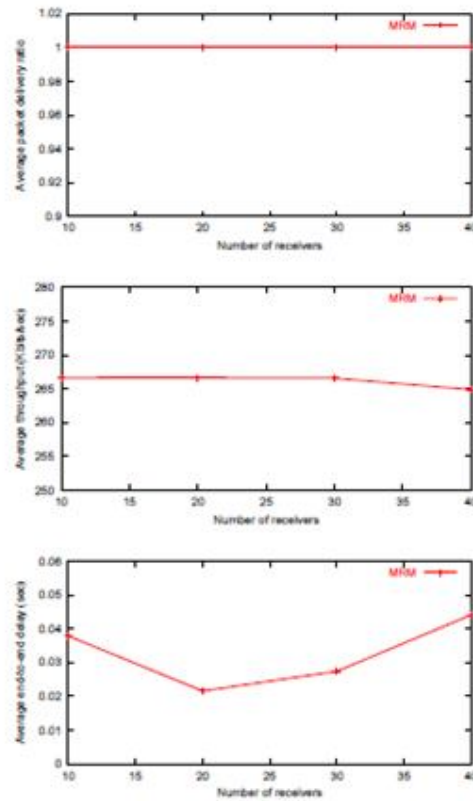 1.02
MRM
1
0.98
0.96
0.94
0.92
0.9
Average packet delivery ratio
10 15 20 25 30 35 40
Number of receivers
280
MRM
275
270
265
260
255
250
Average throughput (Kbits/sec)
10 15 20 25 30 35 40
Number of receivers
0.06
MRM
0.05
0.04
0.03
0.02
0.01
0
Average end-to-end delay (sec)
10 15 20 25 30 35 40
Number of receivers